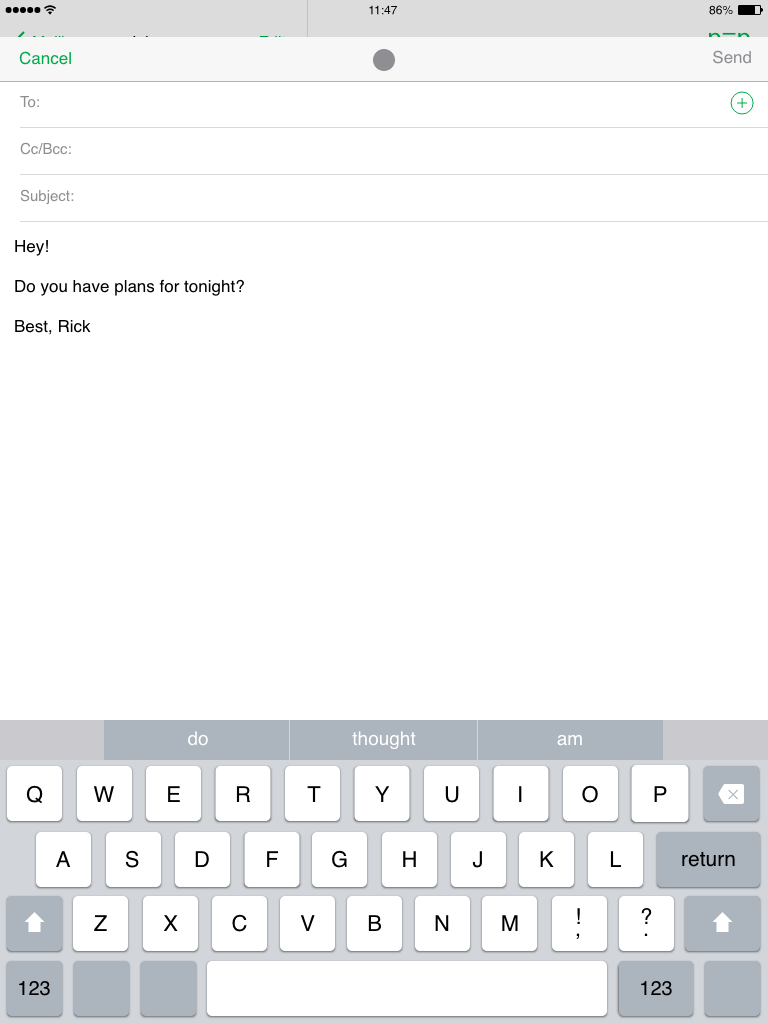 11:47
86%
Cancel
Send
To:
Cc/Bcc:
Subject:
Hey!
Do you have plans for tonight?
Best, Rick
do thought am
Q W E R T Y U I O P
A S D F G H J K L return
Z X C V B N M ! , ? .
123 123